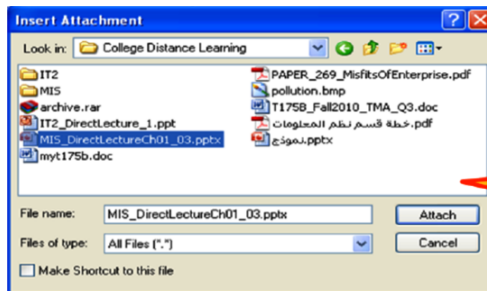 Insert Attachment
Look in: College Distance Learning
IT2
MIS
archive.rar
IT2_DirectLecture_1.ppt
MIS_DirectLectureCh01_03.pptx
myt175b.doc
PAPER_269_MisfitsOfEnterprise.pdf
pollution.bmp
T175B_Fall2010_TMA_Q3.doc
خطة قسم نظم المعلومات.pdf
نموذج.pptx
File name: MIS_DirectLectureCh01_03.pptx Attach
Files of type: All Files (*.*) Cancel
Make Shortcut to this file